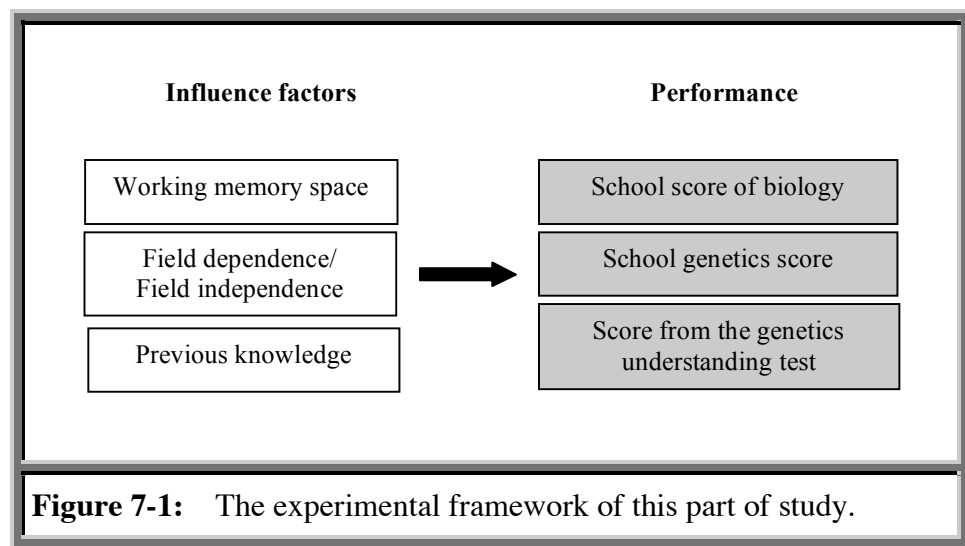 Influence factors
Performance
Working memory space
School score of biology
Field dependence/
Field independence
School genetics score
Previous knowledge
Score from the genetics
understanding test
Figure 7-1: The experimental framework of this part of study.